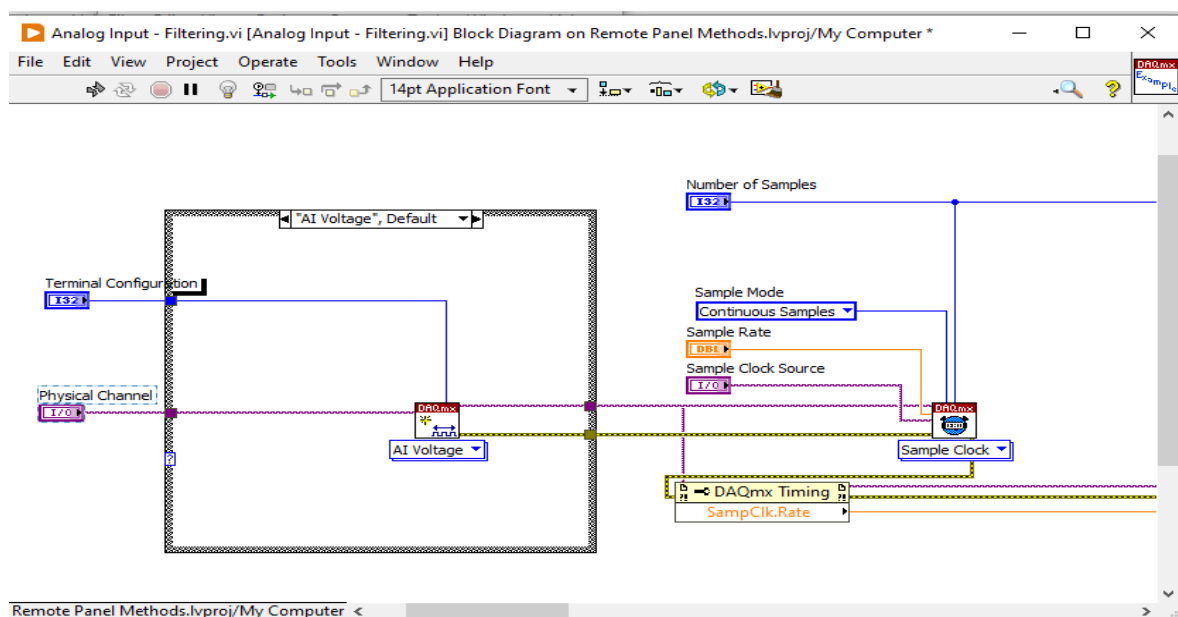 Analog Input - Filtering.vi [Analog Input - Filtering.vi] Block Diagram on Remote Panel Methods.lvproj/My Computer *
File Edit View Project Operate Tools Window Help
14pt Application Font
DAQmx
Example
Number of Samples
I32
"AI Voltage", Default
Terminal Configuration
I32
Sample Mode
Continuous Samples
Sample Rate
DBL
Sample Clock Source
I/O
Physical Channel
I/O
DAQmx
AI Voltage
DAQmx
Sample Clock
?
DAQmx Timing
SampClk.Rate
Remote Panel Methods.lvproj/My Computer